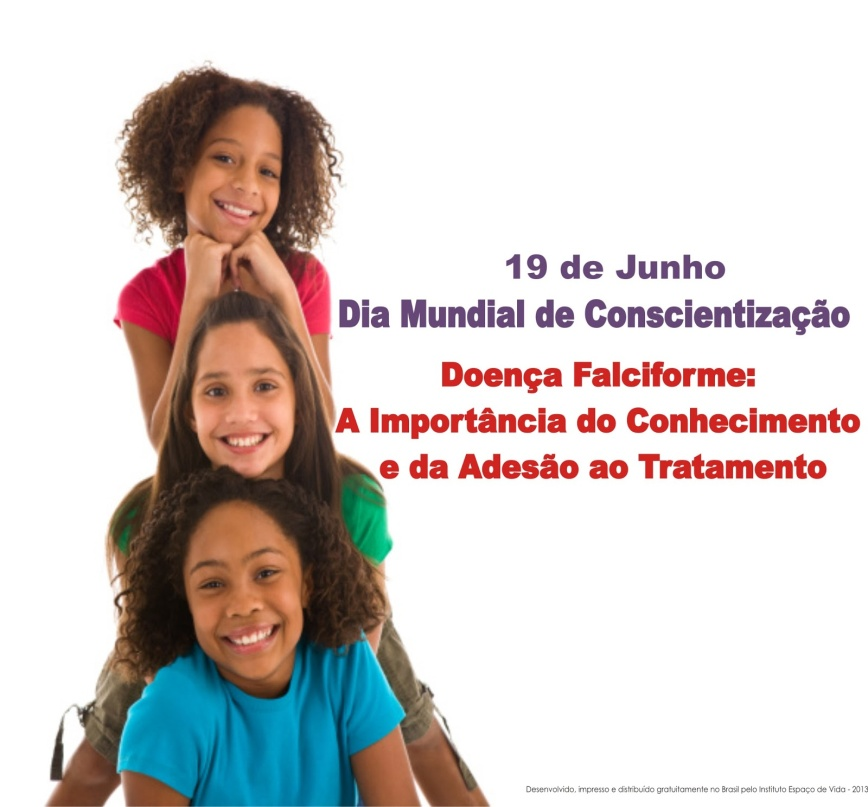 19 de Junho
Dia Mundial de Conscientização
Doença Falciforme:
A Importância do Conhecimento
e da Adesão ao Tratamento
Desenvolvido, impresso e distribuído gratuitamente no Brasil pelo Instituto Espaço de Vida - 2013